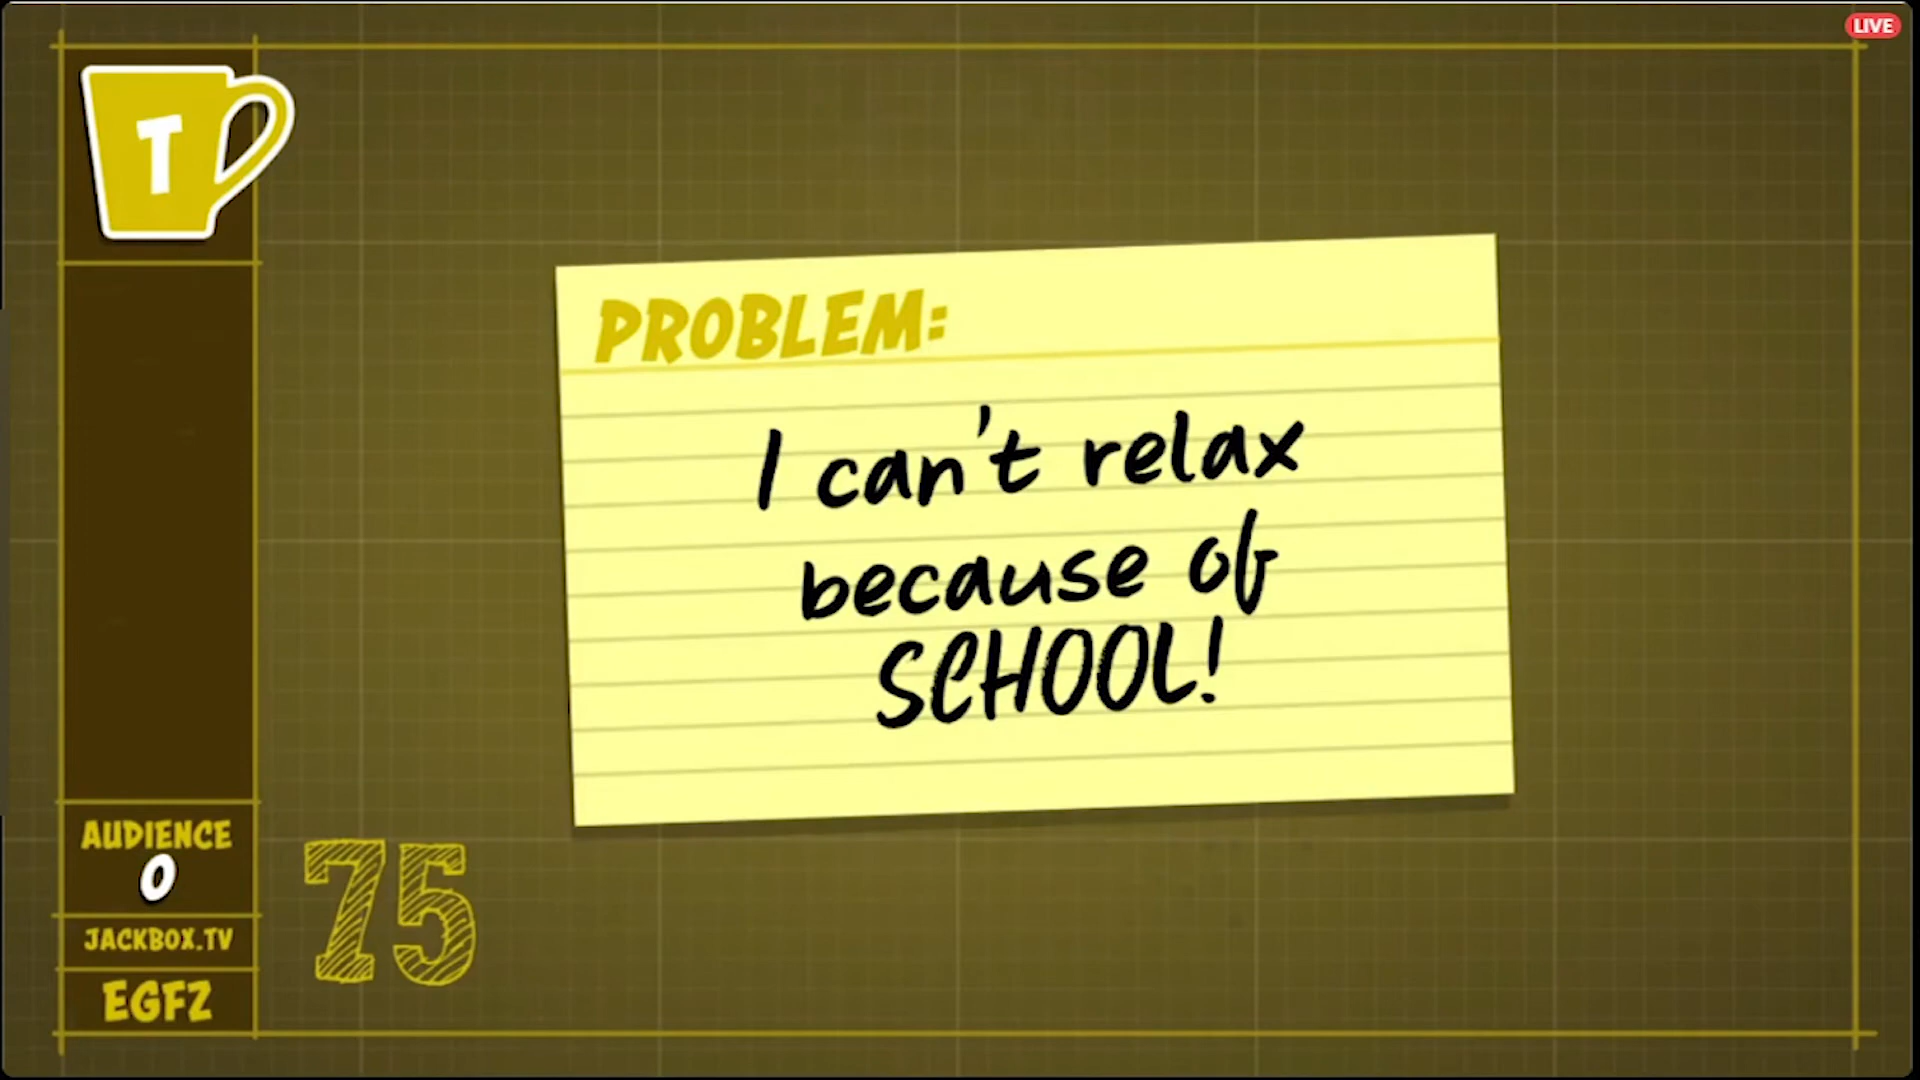 LIVE
T
PROBLEM:
I can't relax
because of
SCHOOL!
AUDIENCE
0
JACKBOX.TV
EGFZ
75